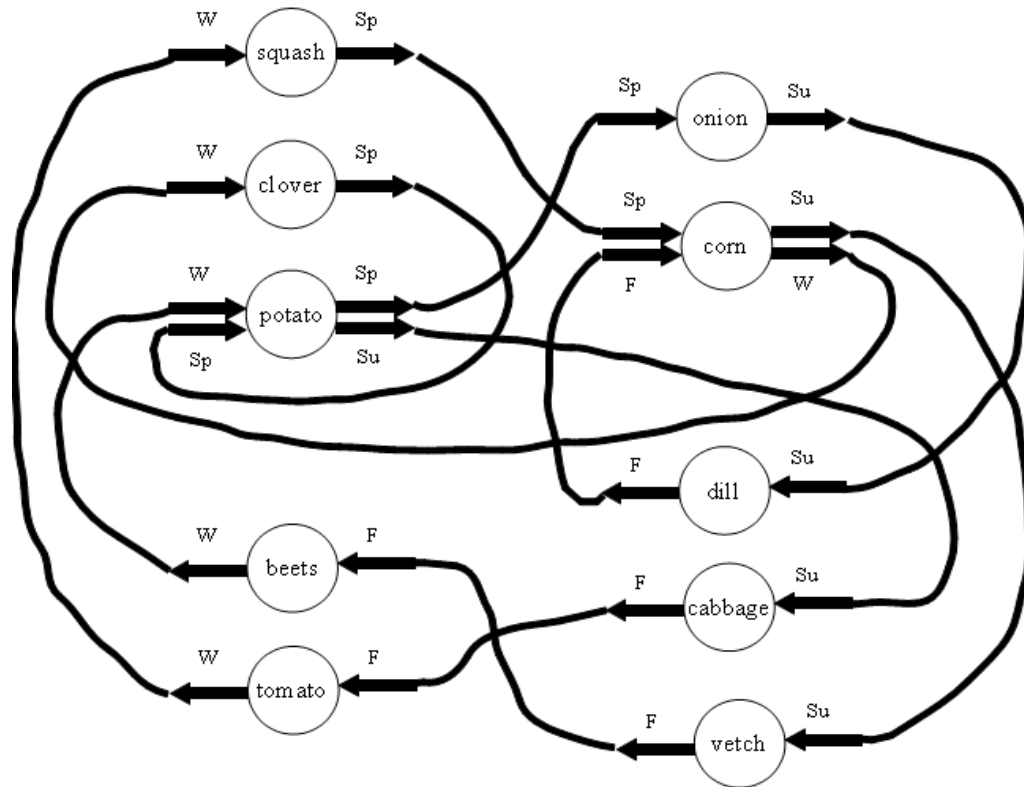 W squash Sp
W clover Sp
W potato Sp
Sp Su
Sp onion Su
Sp corn Su
F W
F dill Su
W beets F
F cabbage Su
W tomato F
F vetch Su